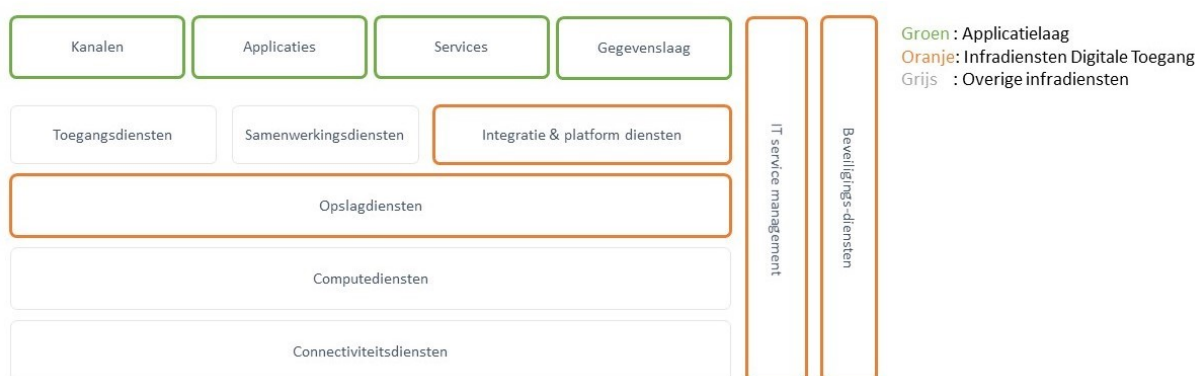 Kanalen
Applicaties
Services
Gegevenslaag
Toegangsdiensten
Samenwerkingsdiensten
Integratie & platform diensten
Opslagdiensten
Computediensten
Connectiviteitsdiensten
IT service management
Beveiligings-diensten
Groen : Applicatielaag
Oranje: Infradiensten Digitale Toegang
Grijs : Overige infradiensten